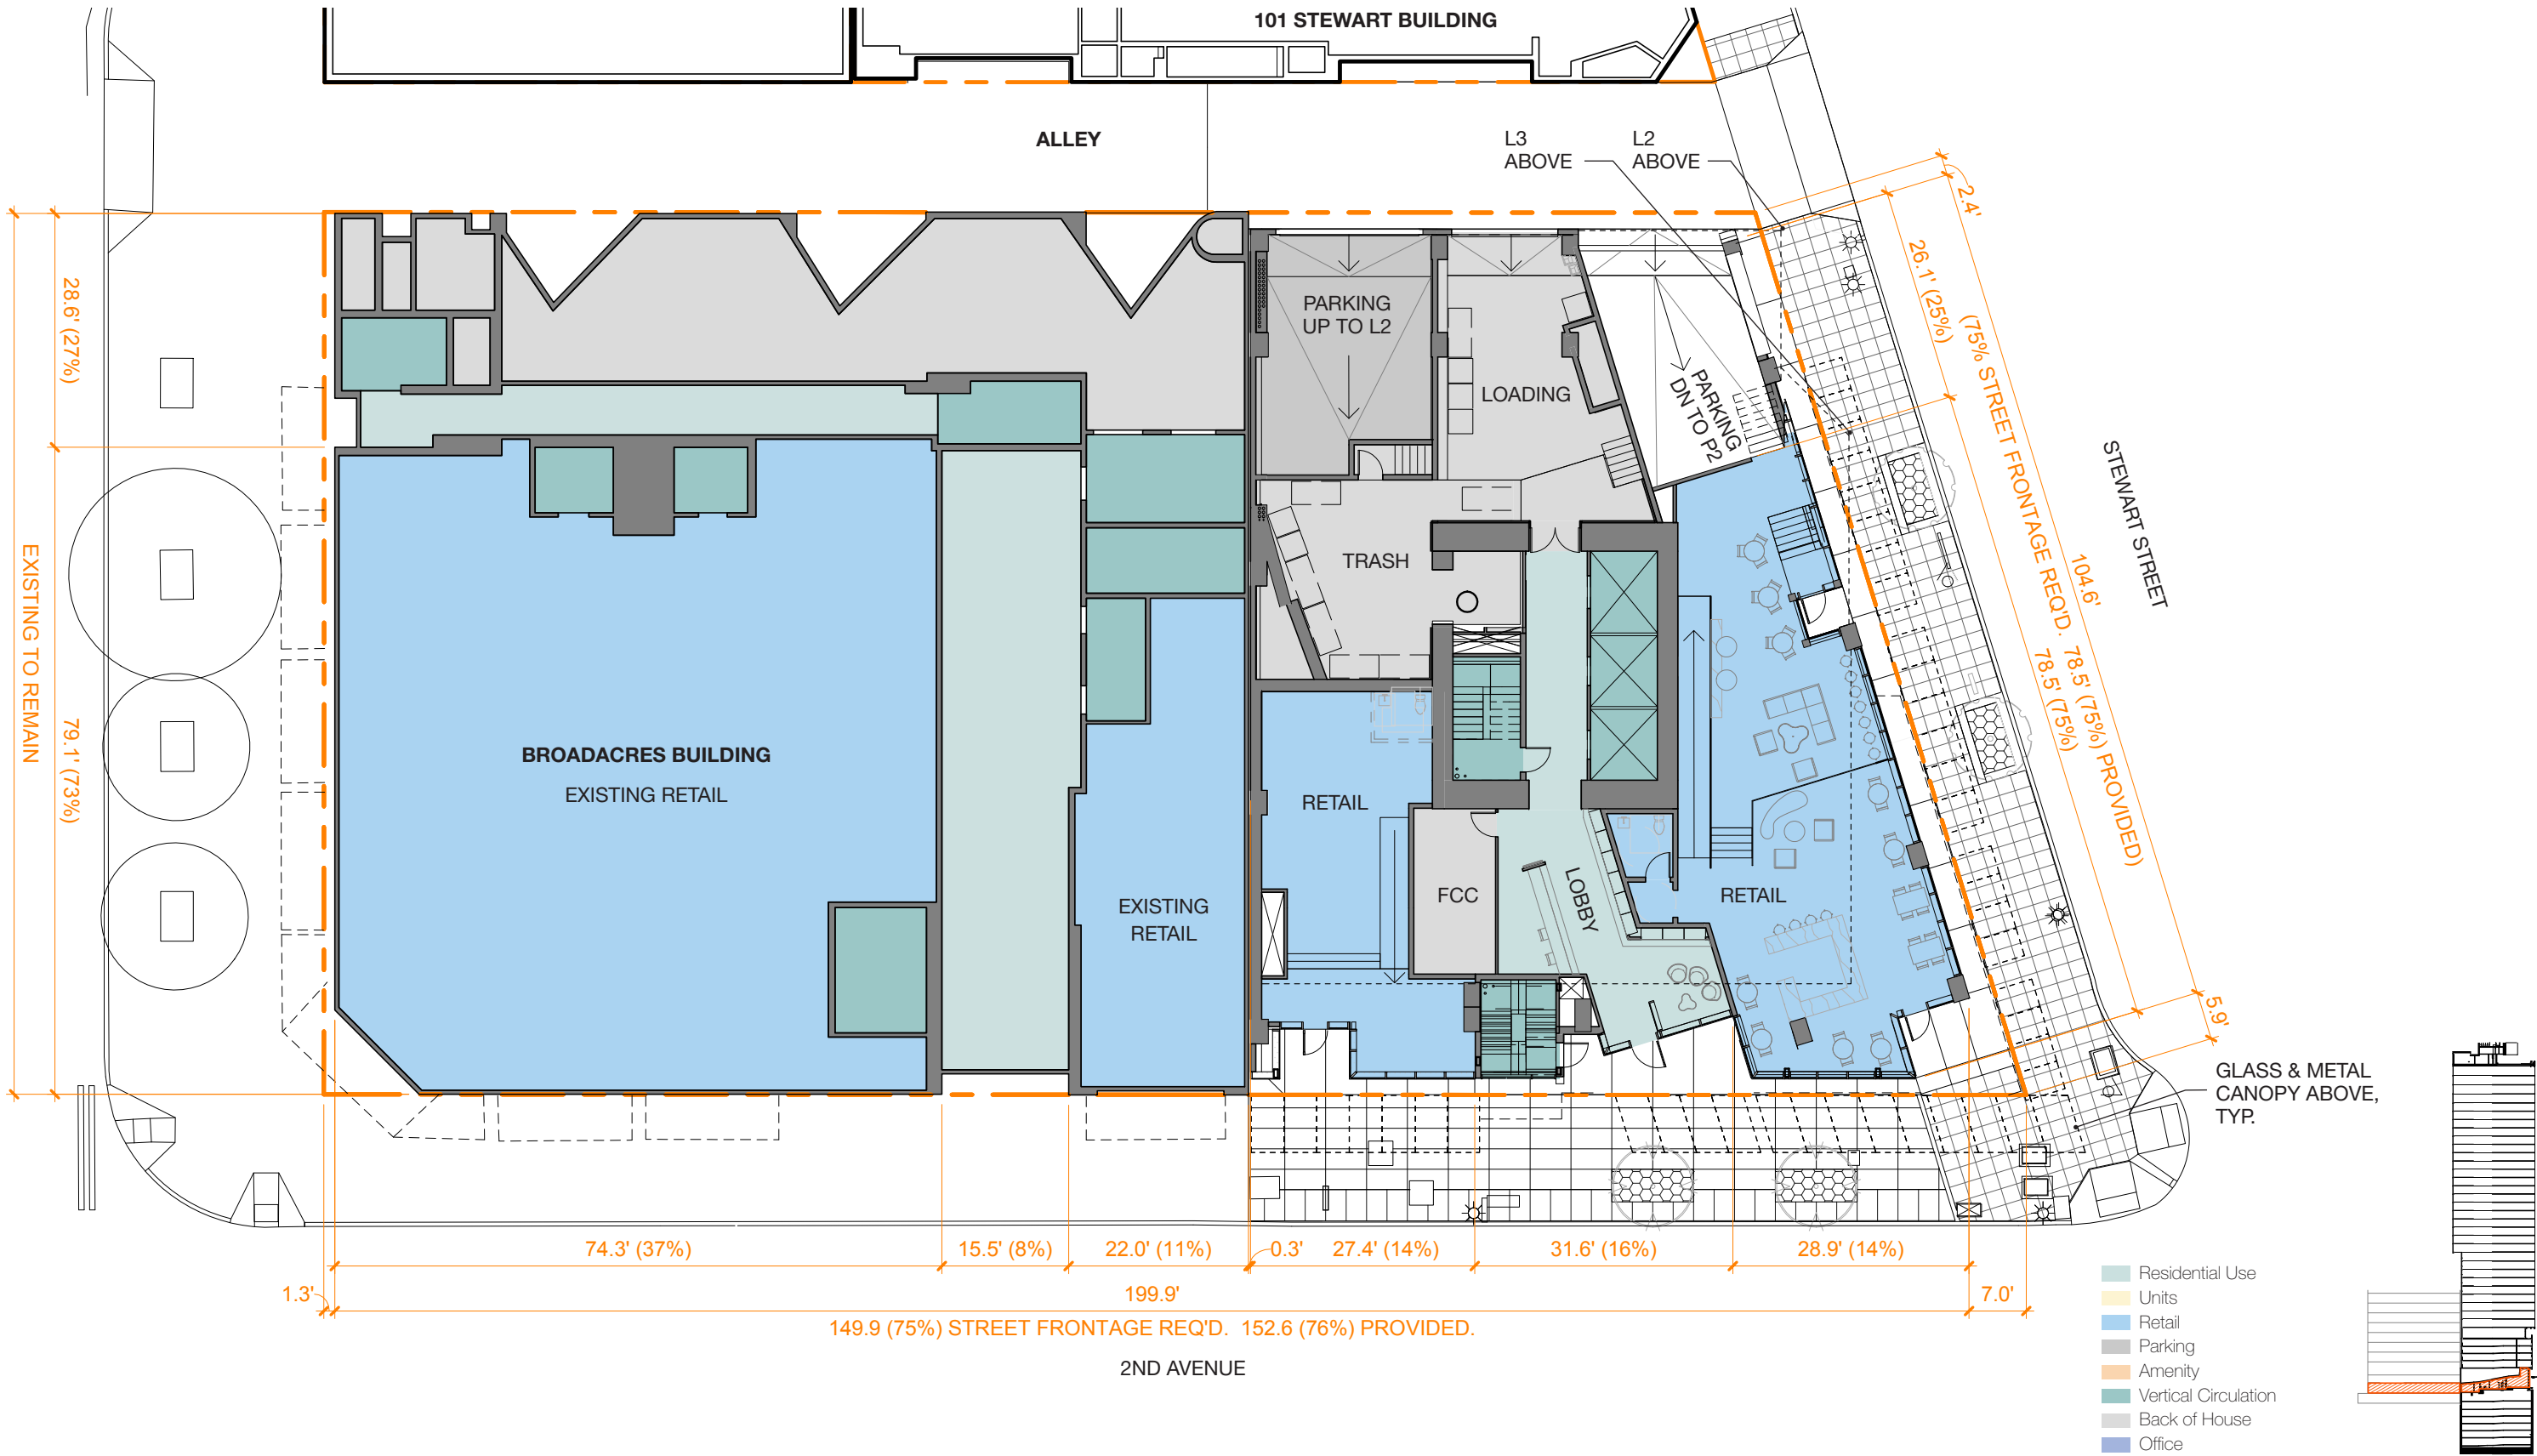 101 STEWART BUILDING
ALLEY
L3
ABOVE
L2
ABOVE
2.4'
26.1' (25%)
(75% STREET FRONTAGE REQ'D. 78.5' (75%) PROVIDED)
104.6'
78.5' (75%)
5.9'
STEWART STREET
28.6' (27%)
EXISTING TO REMAIN
79.1' (73%)
PARKING
UP TO L2
LOADING
PARKING
DN TO P2
TRASH
BROADACRES BUILDING
EXISTING RETAIL
EXISTING
RETAIL
RETAIL
FCC
LOBBY
RETAIL
GLASS & METAL
CANOPY ABOVE,
TYP.
74.3' (37%)
15.5' (8%)
22.0' (11%)
0.3'
27.4' (14%)
31.6' (16%)
28.9' (14%)
1.3'
199.9'
7.0'
149.9 (75%) STREET FRONTAGE REQ'D. 152.6 (76%) PROVIDED.
2ND AVENUE
Residential Use
Units
Retail
Parking
Amenity
Vertical Circulation
Back of House
Office